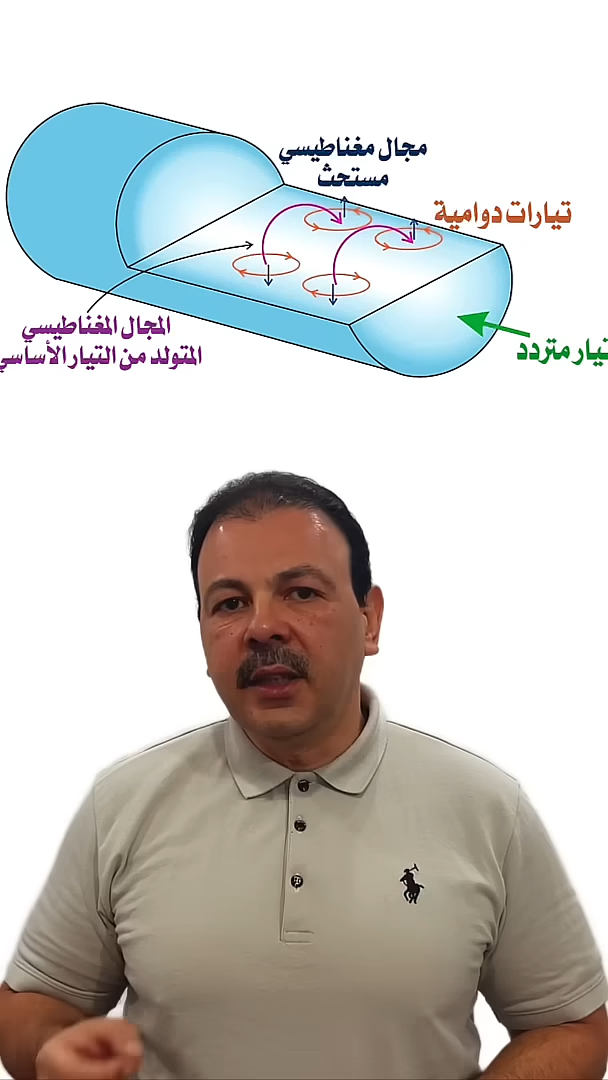 مجال مغناطيسي
مستحث
تيارات دوامية
المجال المغناطيسي
المتولد من التيار الأساسي
تيار متردد